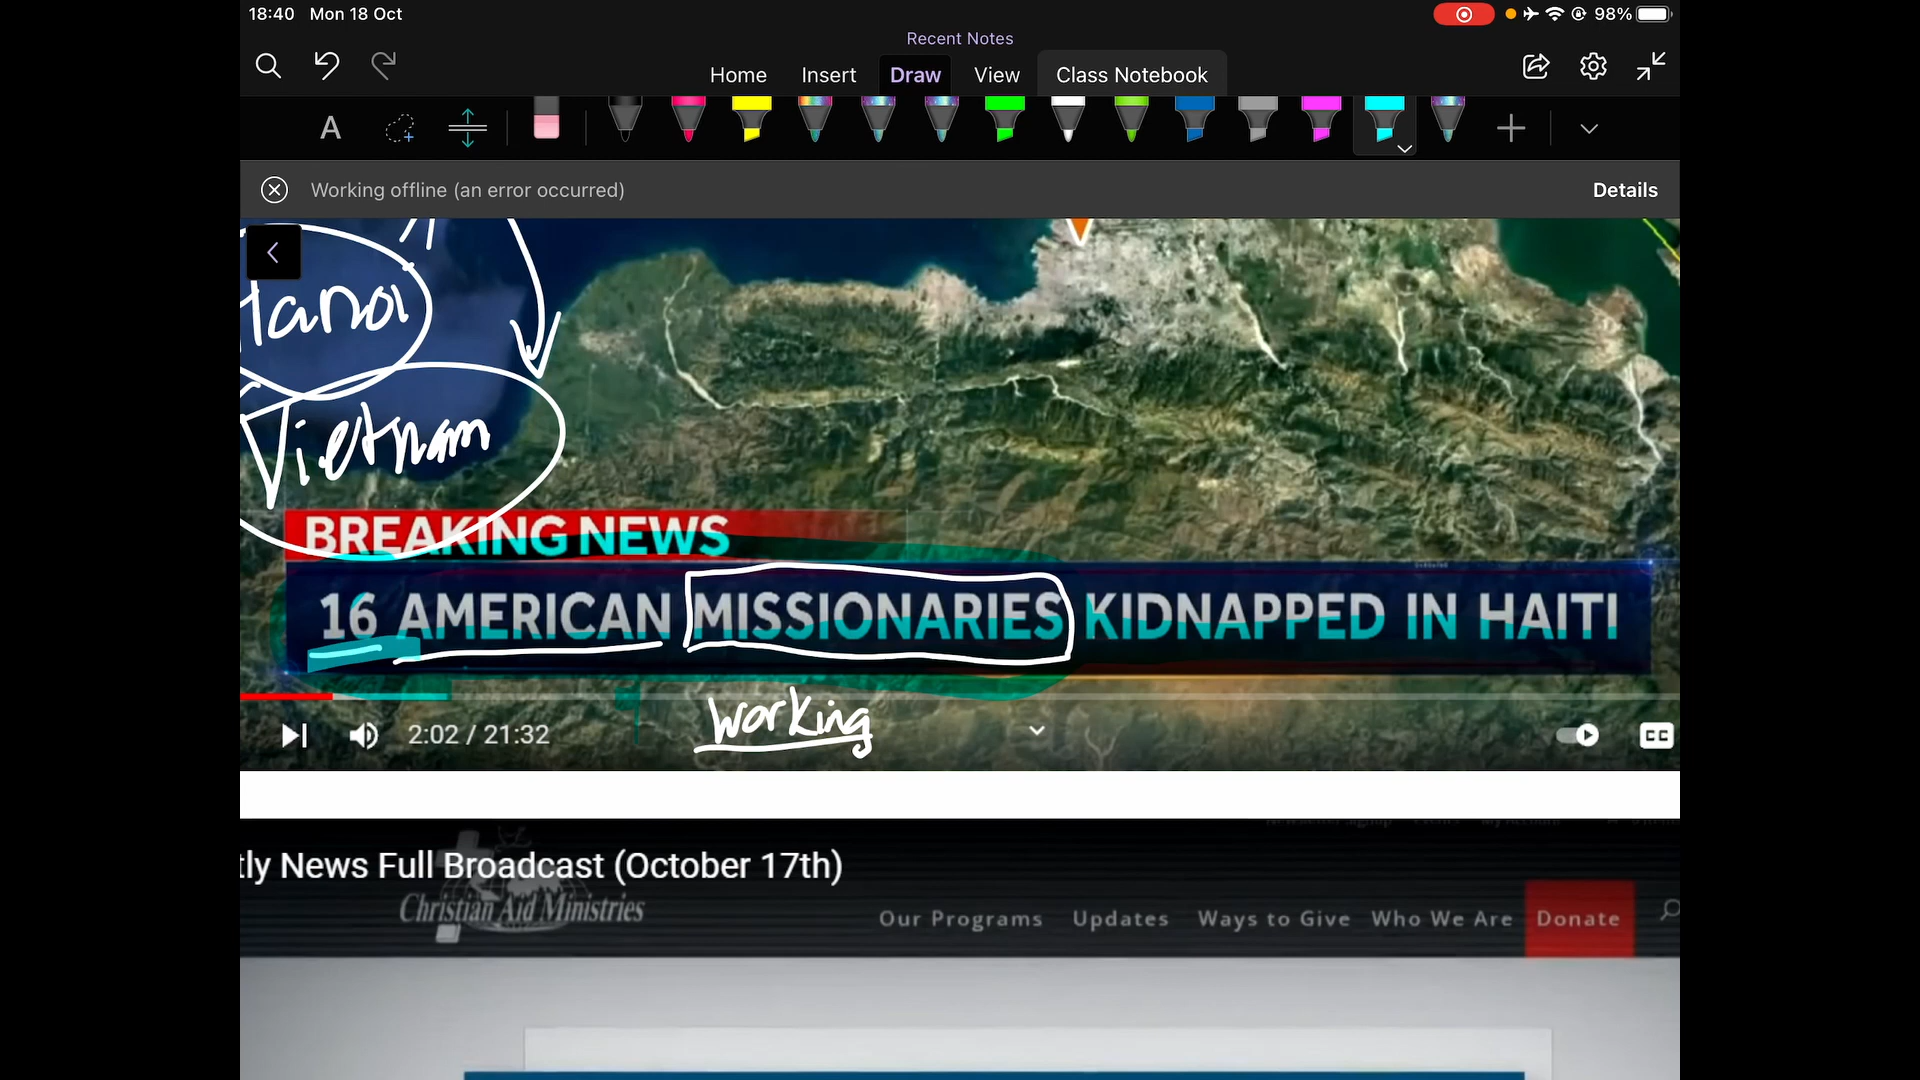 18:40 Mon 18 Oct
98%
Recent Notes
Home Insert Draw View Class Notebook
A
Working offline (an error occurred)
Details
Hanoi
Vietnam
BREAKING NEWS
16 AMERICAN MISSIONARIES KIDNAPPED IN HAITI
working
2:02 / 21:32
CC
tly News Full Broadcast (October 17th)
Christian Aid Ministries
Our Programs Updates Ways to Give Who We Are Donate